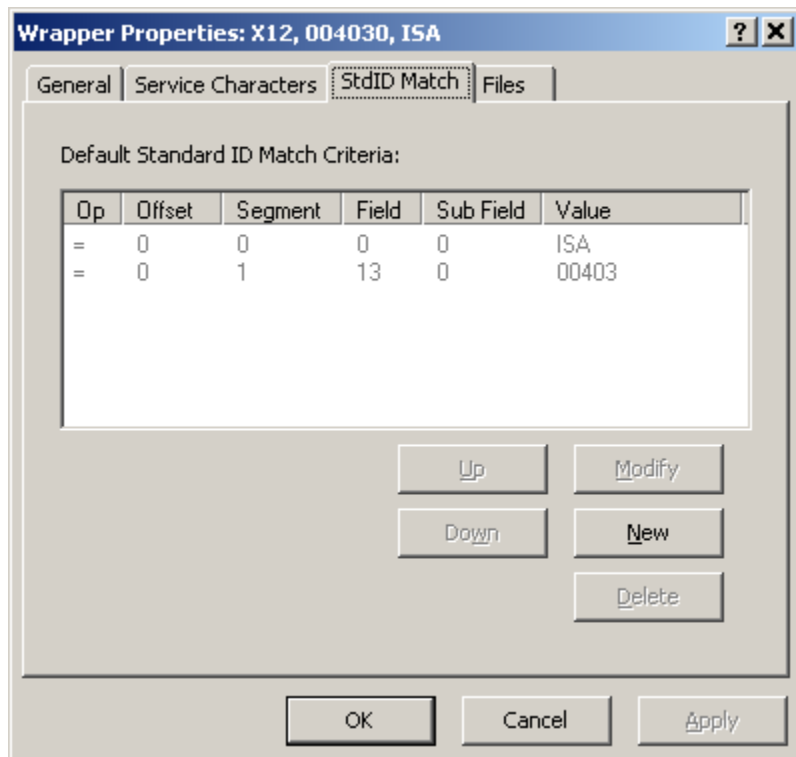 Wrapper Properties: X12, 004030, ISA
General Service Characters StdID Match Files
Default Standard ID Match Criteria:
Op Offset Segment Field Sub Field Value
= 0 0 0 0 ISA
= 0 1 13 0 00403
Up Modify
Down New
Delete
OK Cancel Apply